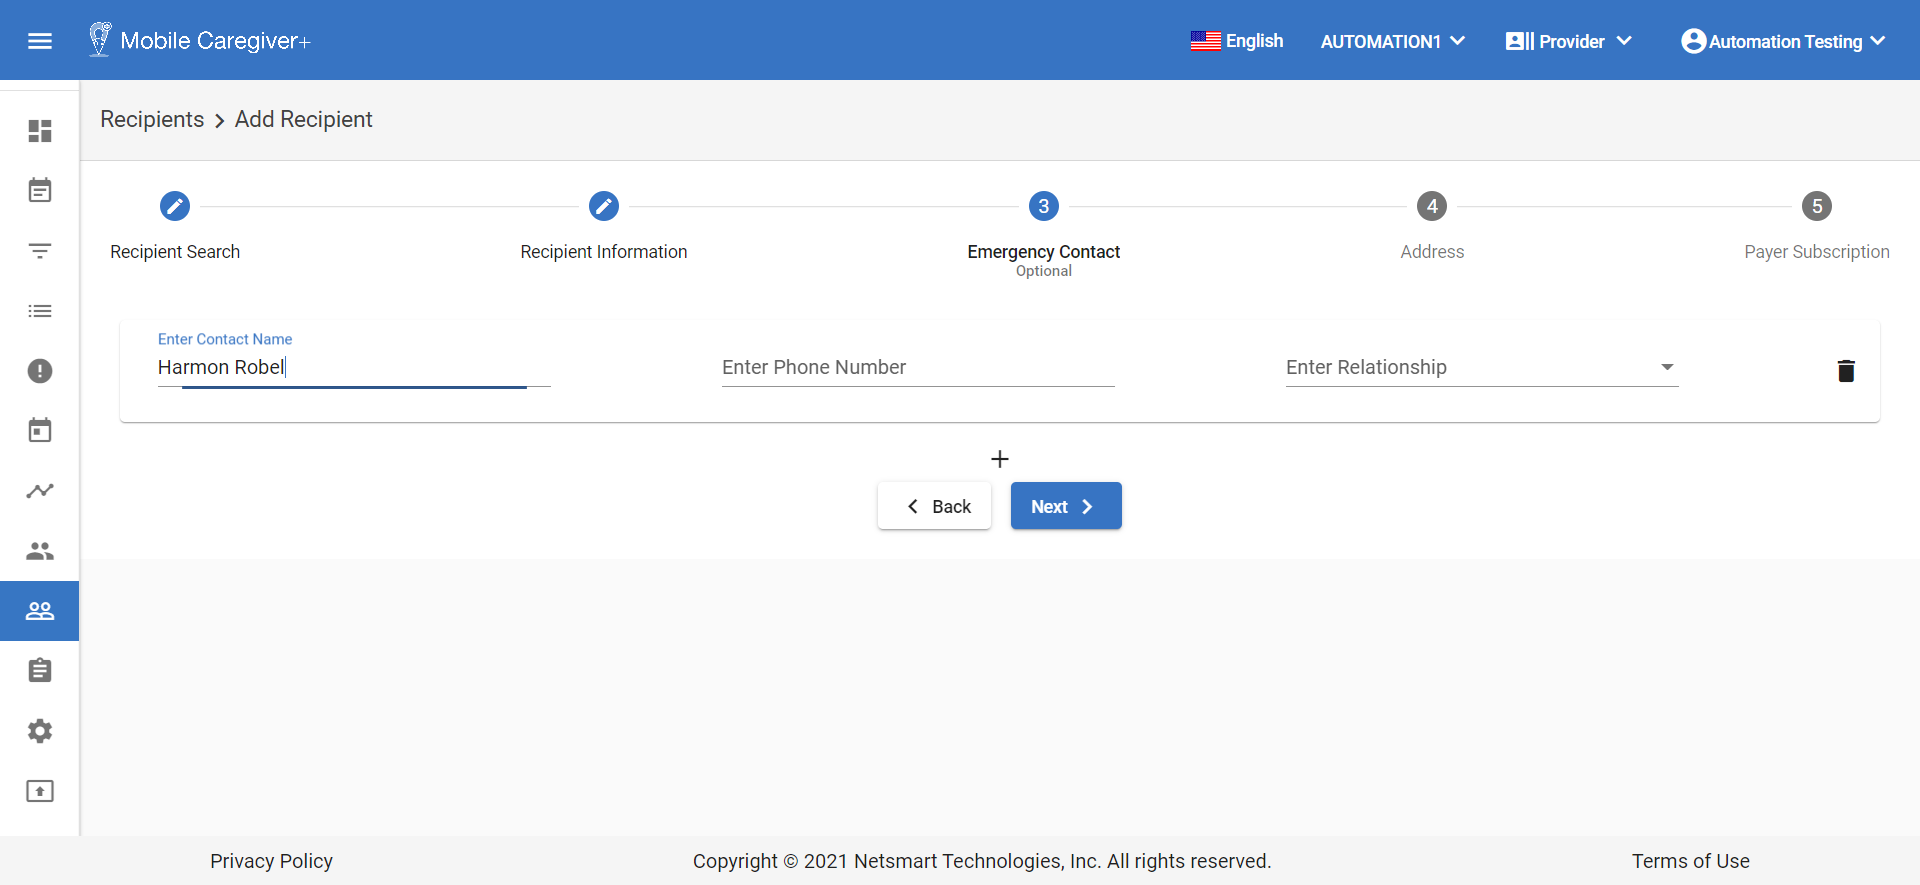 Mobile Caregiver+
English
AUTOMATION1
Provider
Automation Testing
Recipients > Add Recipient
3
4
5
Recipient Search
Recipient Information
Emergency Contact
Optional
Address
Payer Subscription
Enter Contact Name
Harmon Robel
Enter Phone Number
Enter Relationship
Back
Next
Privacy Policy
Copyright © 2021 Netsmart Technologies, Inc. All rights reserved.
Terms of Use